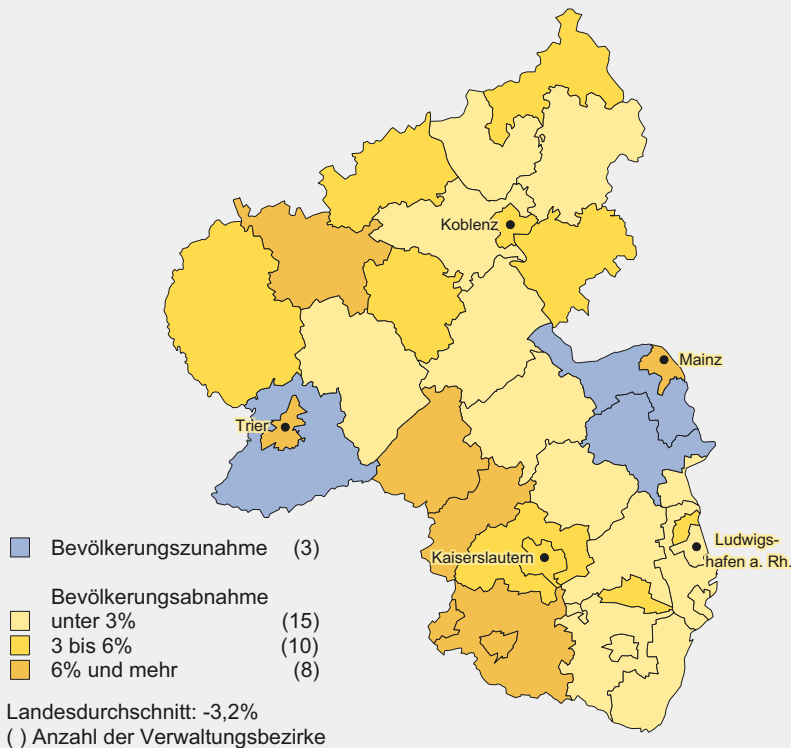 Koblenz
Mainz
Trier
Kaiserslautern
Ludwigs-
hafen a. Rh.
Bevölkerungszunahme (3)
Bevölkerungsabnahme
unter 3% (15)
3 bis 6% (10)
6% und mehr (8)
Landesdurchschnitt: -3,2%
( ) Anzahl der Verwaltungsbezirke